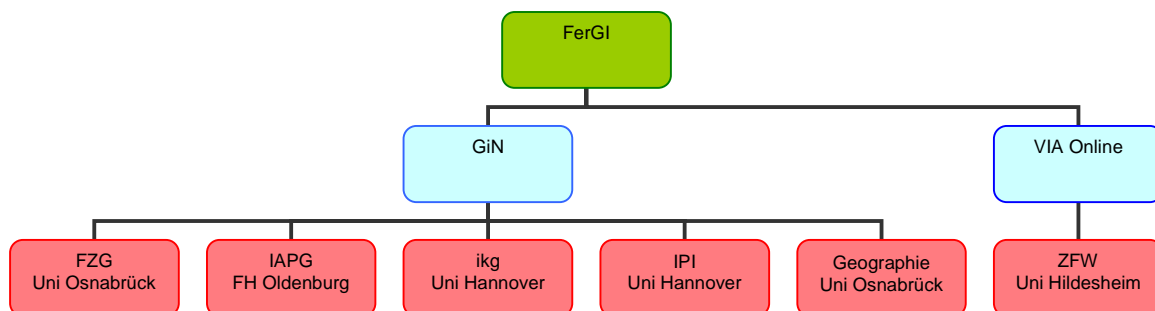 FerGI
GiN
VIA Online
FZG
Uni Osnabrück
IAPG
FH Oldenburg
ikg
Uni Hannover
IPI
Uni Hannover
Geographie
Uni Osnabrück
ZFW
Uni Hildesheim